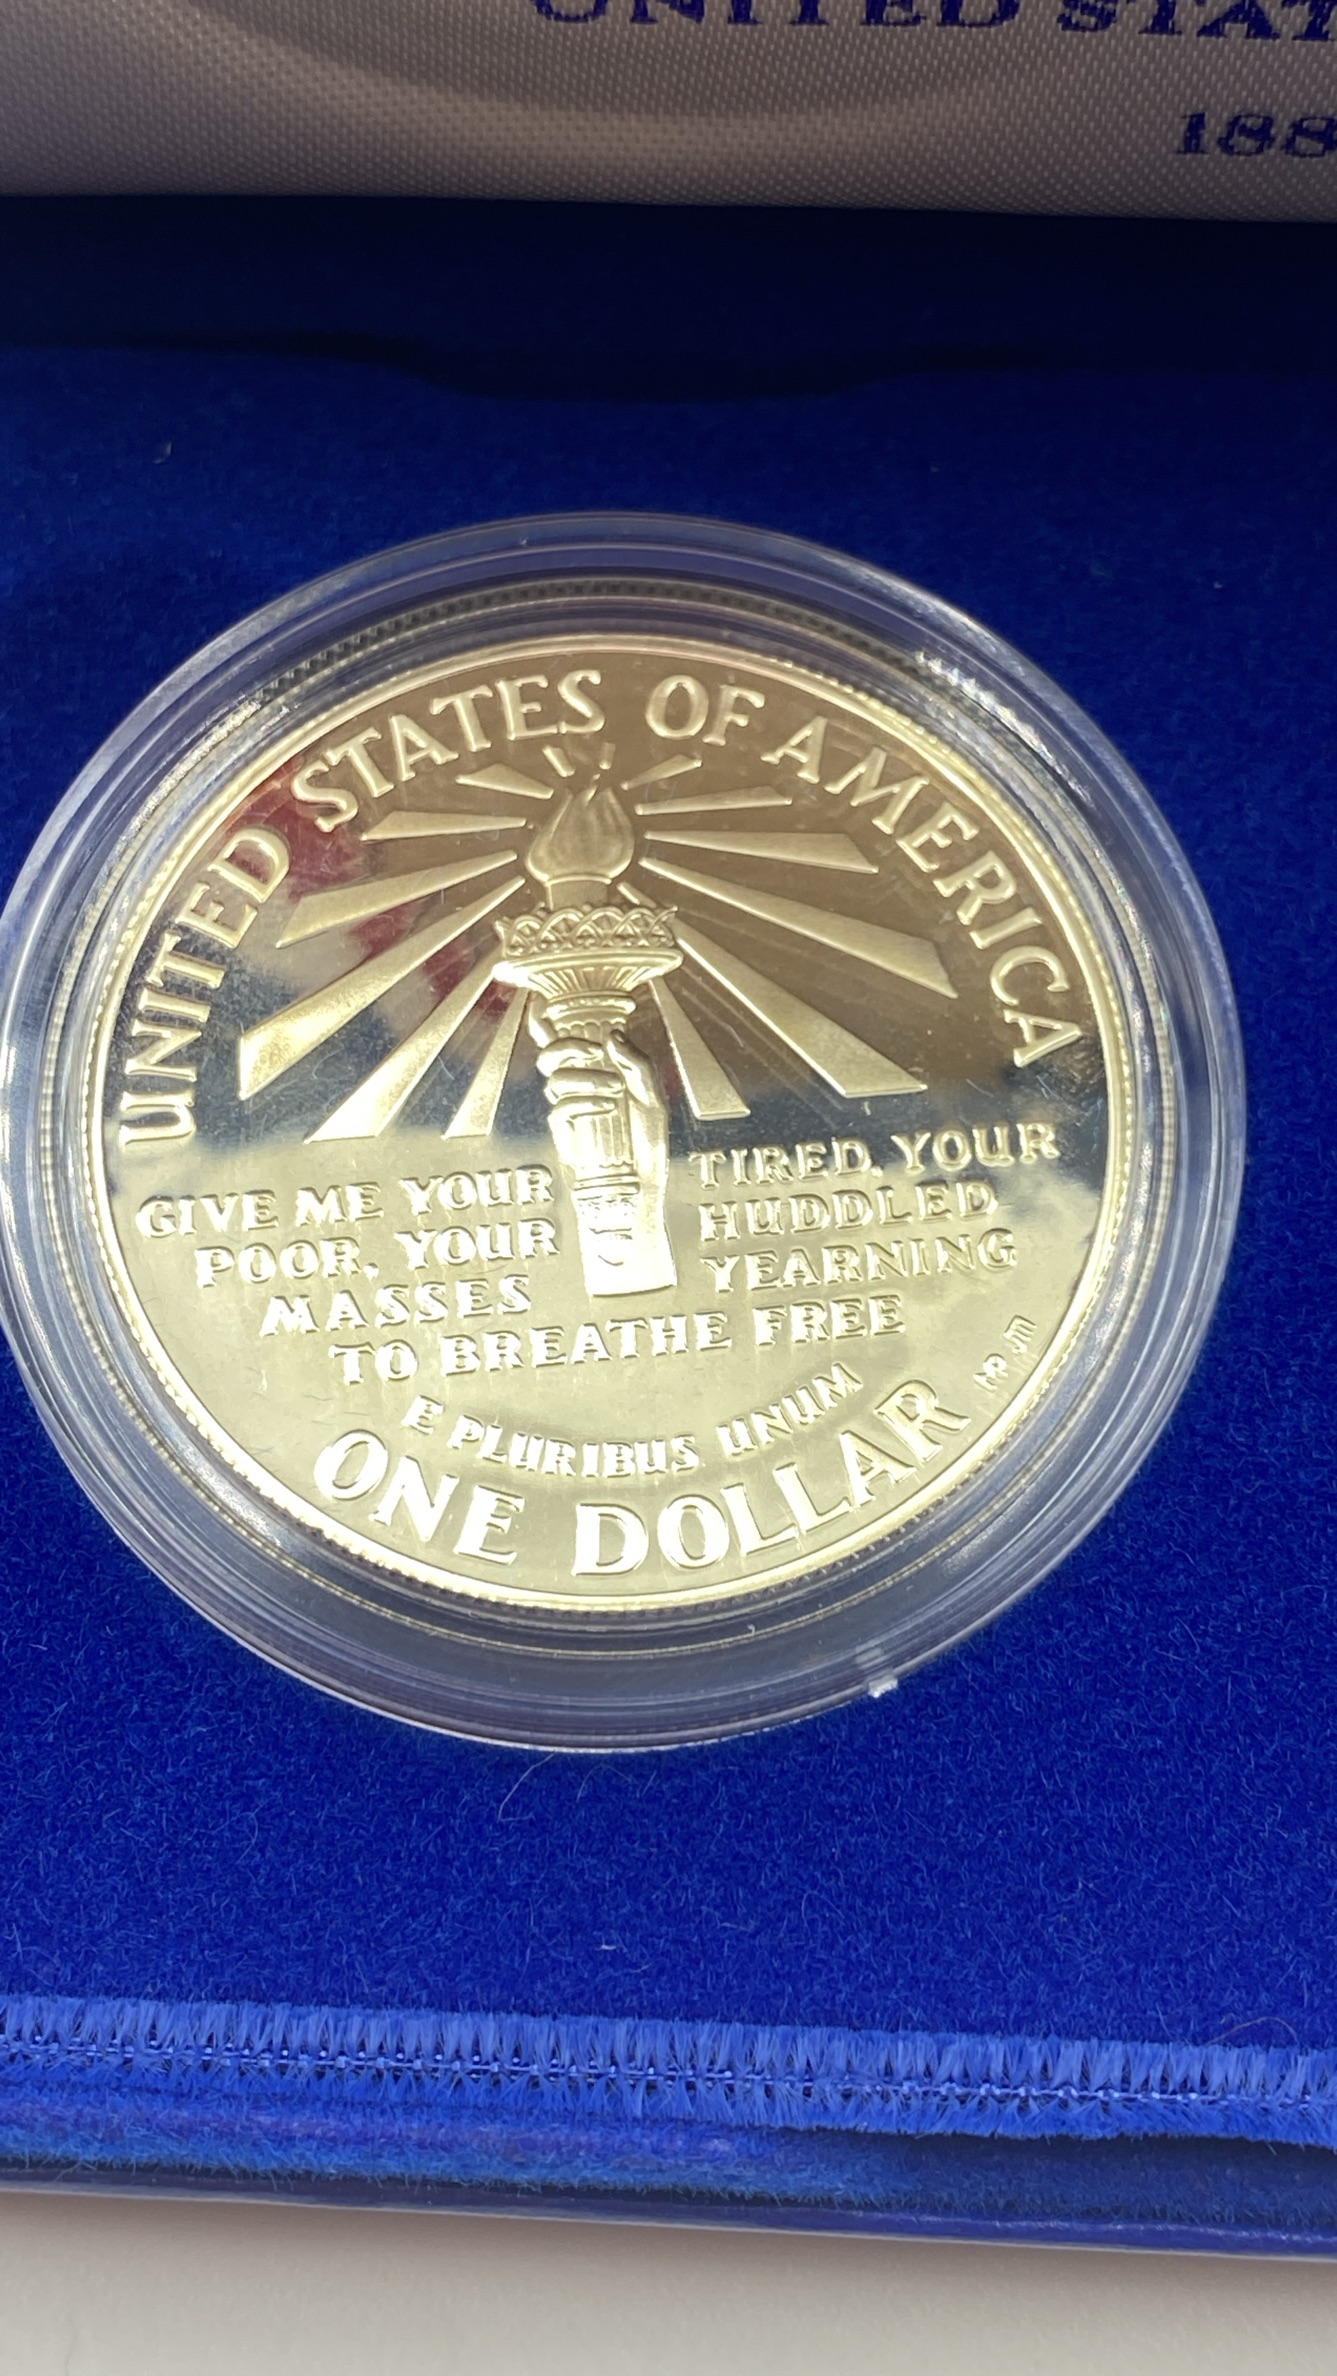 UNITED STAT
188
UNITED STATES OF AMERICA
GIVE ME YOUR TIRED, YOUR
POOR, YOUR HUDDLED
MASSES YEARNING
TO BREATHE FREE
E PLURIBUS UNUM
ONE DOLLAR